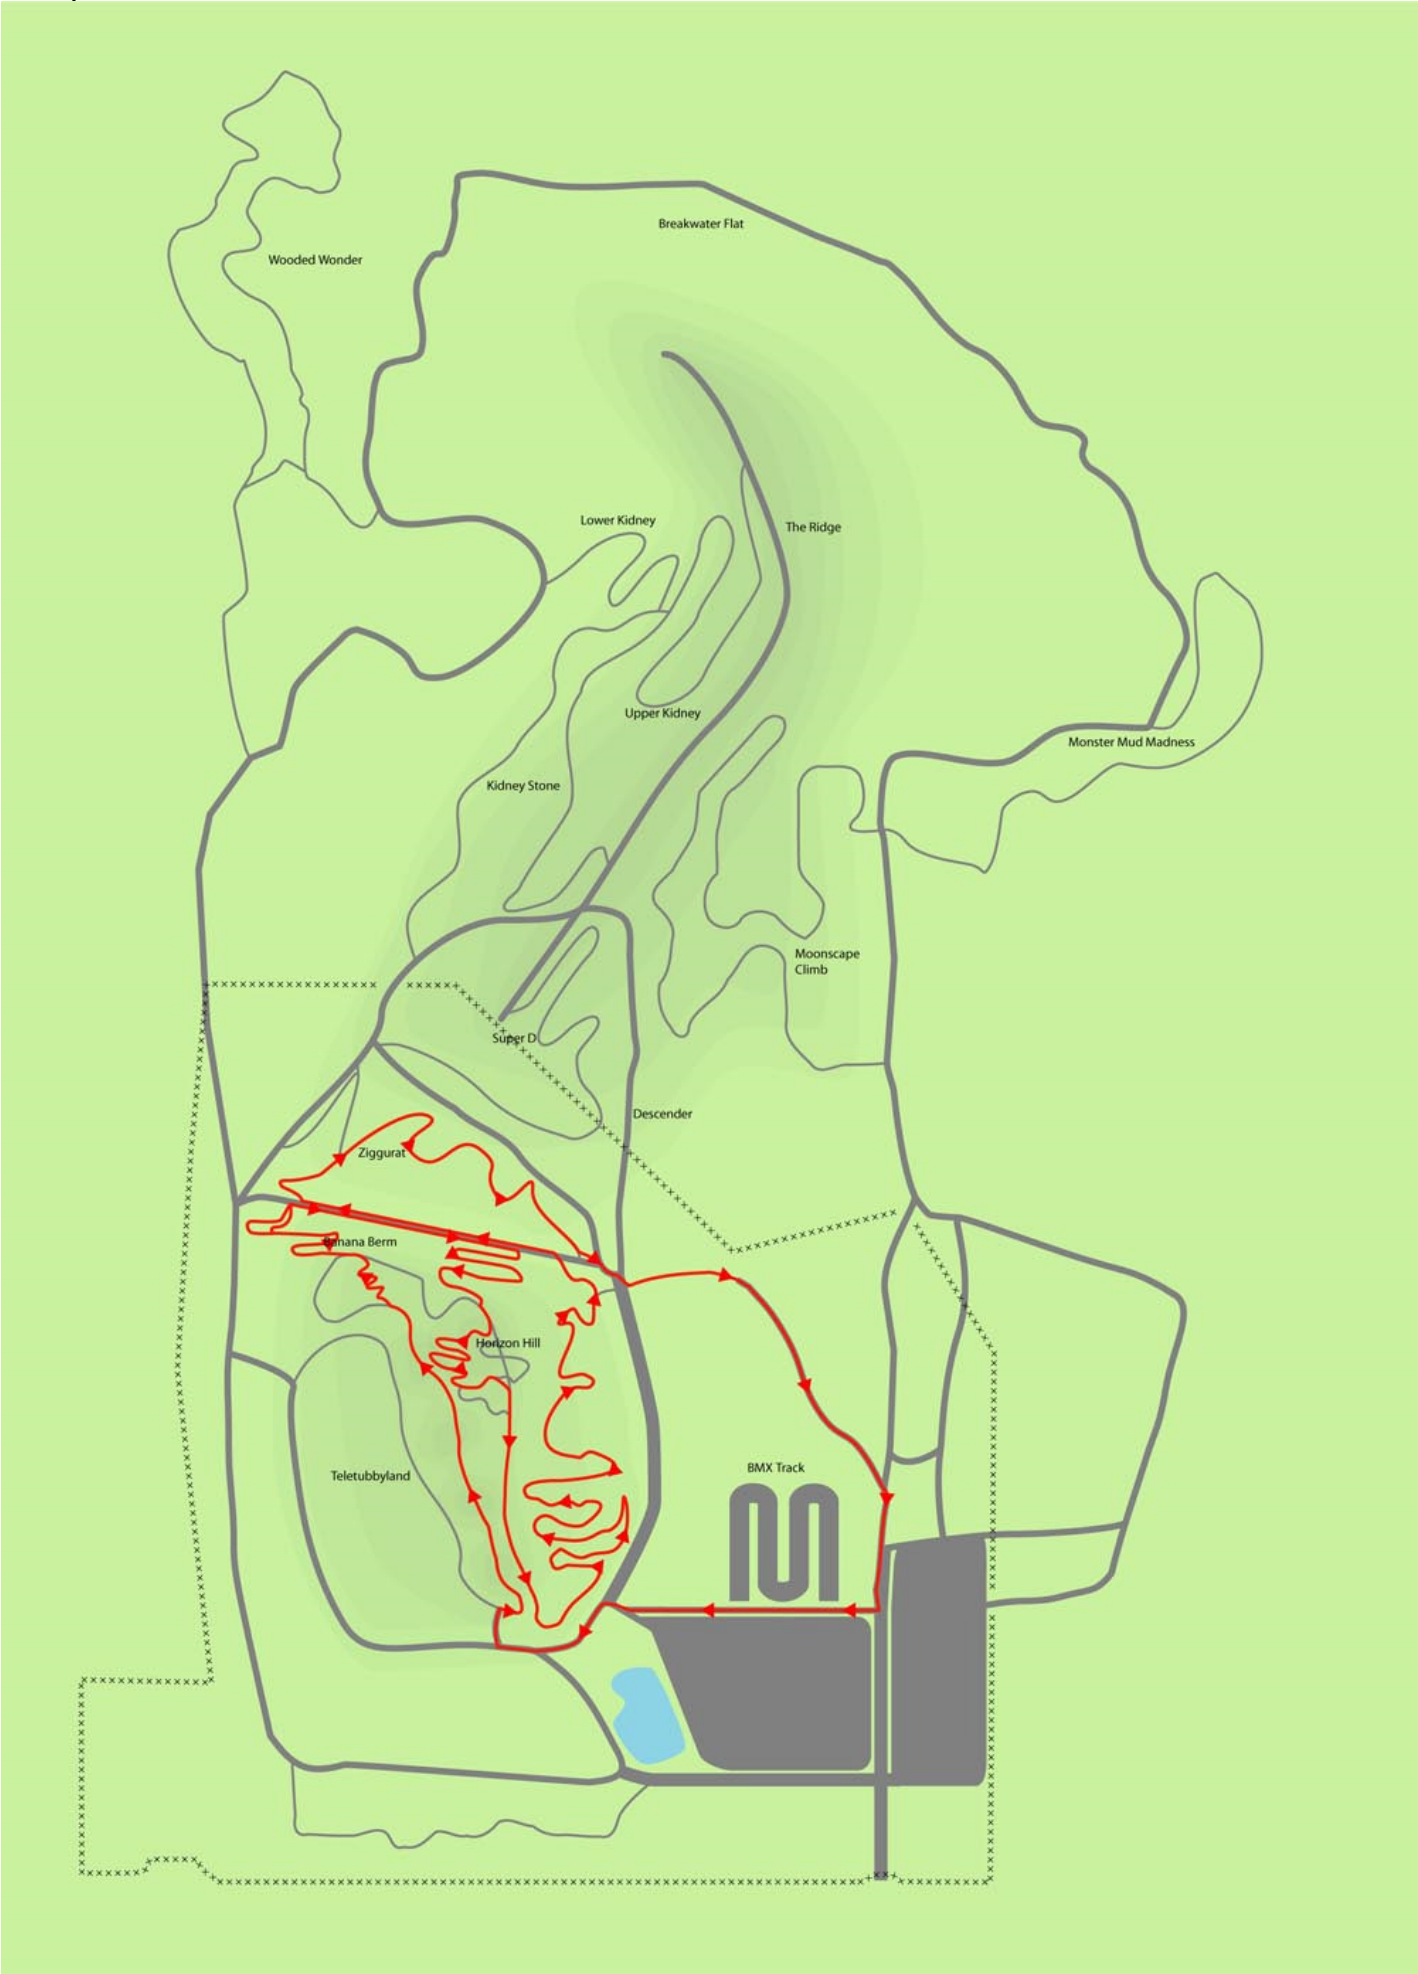 Breakwater Flat
Wooded Wonder
Lower Kidney
The Ridge
Upper Kidney
Monster Mud Madness
Kidney Stone
Moonscape
Climb
Super D
Descender
Ziggurat
Banana Berm
Horizon Hill
BMX Track
Teletubbyland